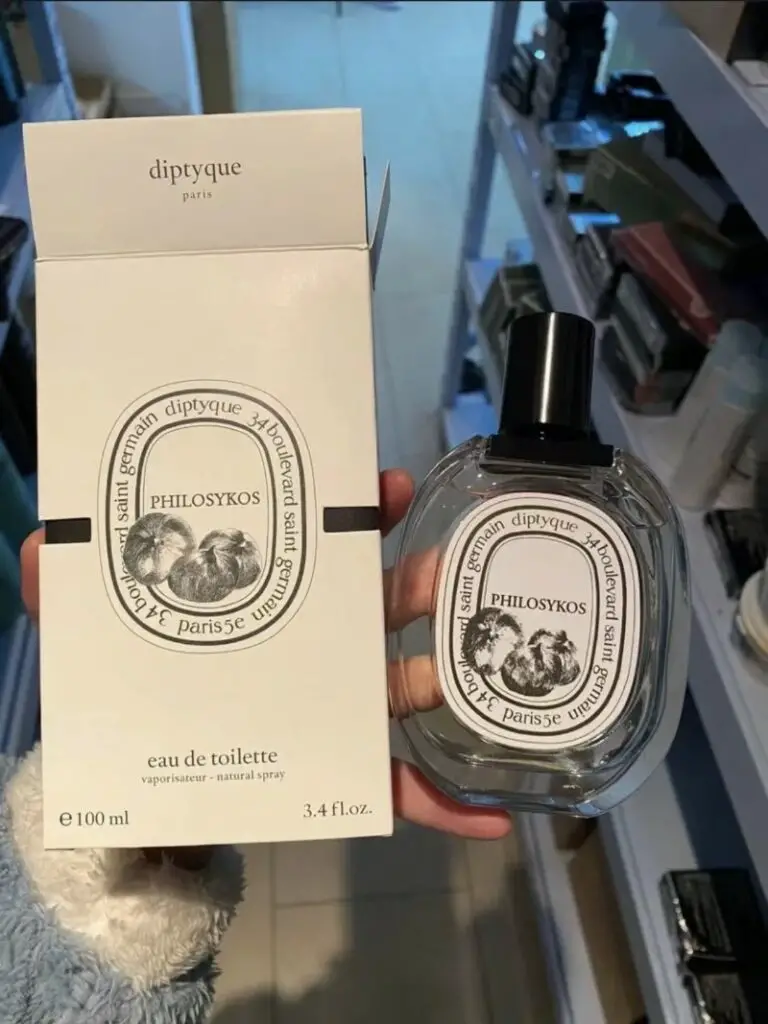 diptyque
paris
34 boulevard saint germain diptyque 34 boulevard saint germain paris 5e
PHILOSYKOS
eau de toilette
vaporisateur - natural spray
e 100 ml
3.4 fl.oz.
34 boulevard saint germain diptyque 34 boulevard saint germain paris 5e
PHILOSYKOS